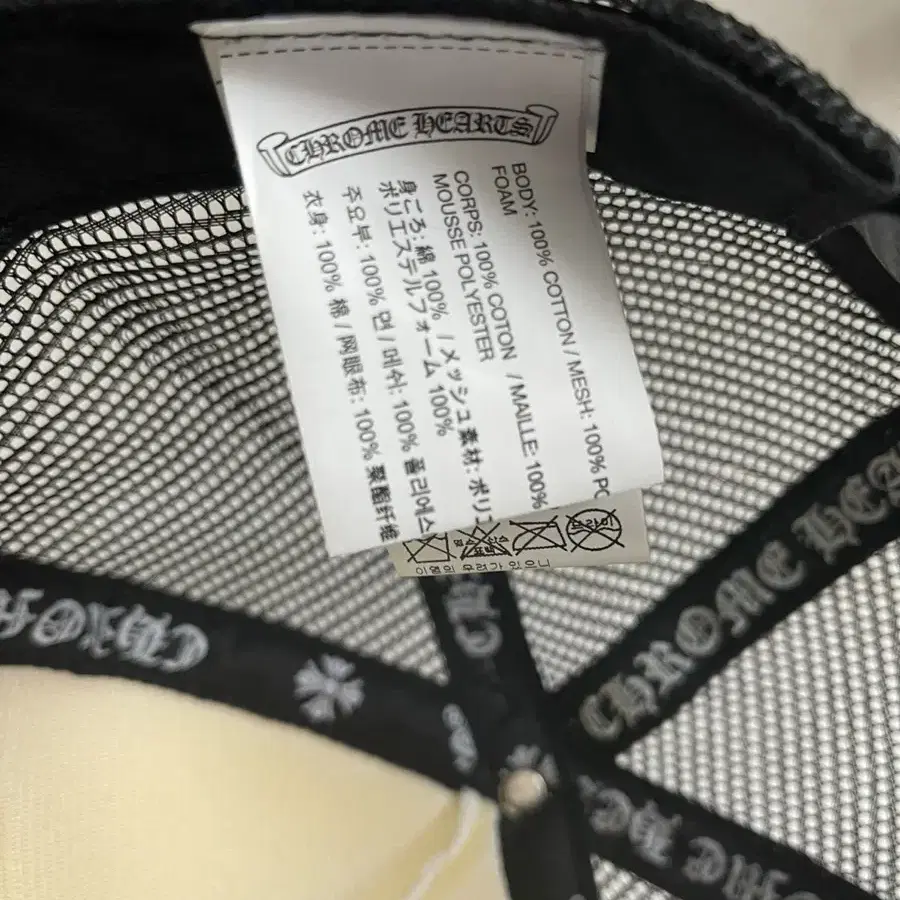 CHROME HEARTS
BODY: 100% COTTON / MESH: 100% PO
FOAM
CORPS: 100% COTON / MAILLE: 100%
MOUSSE POLYESTER
身ごろ: 綿 100% / メッシュ素材: ポリエ
ポリエステルフォーム 100%
주요부: 100% 면 / 메쉬: 100% 폴리에스
衣身: 100% 棉 / 网眼布: 100% 聚酯纤维
CHROME HEA
CHRO